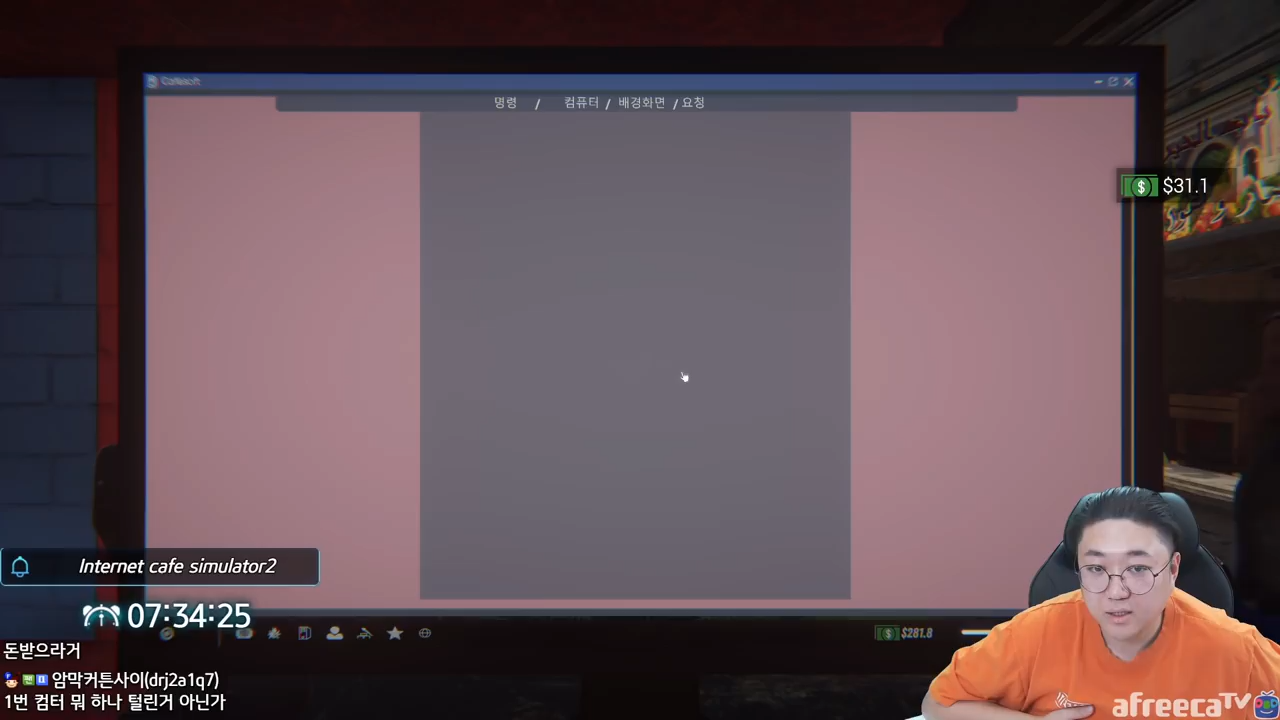 Cafesoft
명령 / 컴퓨터 / 배경화면 / 요청
$31.1
Internet cafe simulator2
07:34:25
$281.8
돈받으라거
암막커튼사이(drj2a1q7)
1번 컴터 뭐 하나 털린거 아닌가
afreecaTV